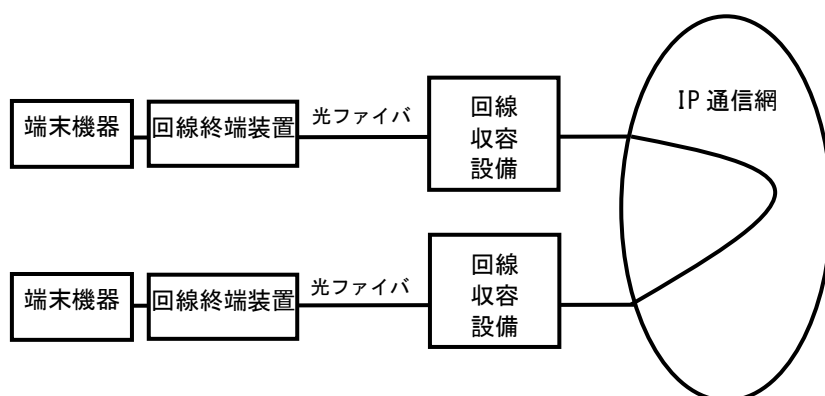 IP 通信網
端末機器
回線終端装置
光ファイバ
回線
収容
設備
端末機器
回線終端装置
光ファイバ
回線
収容
設備